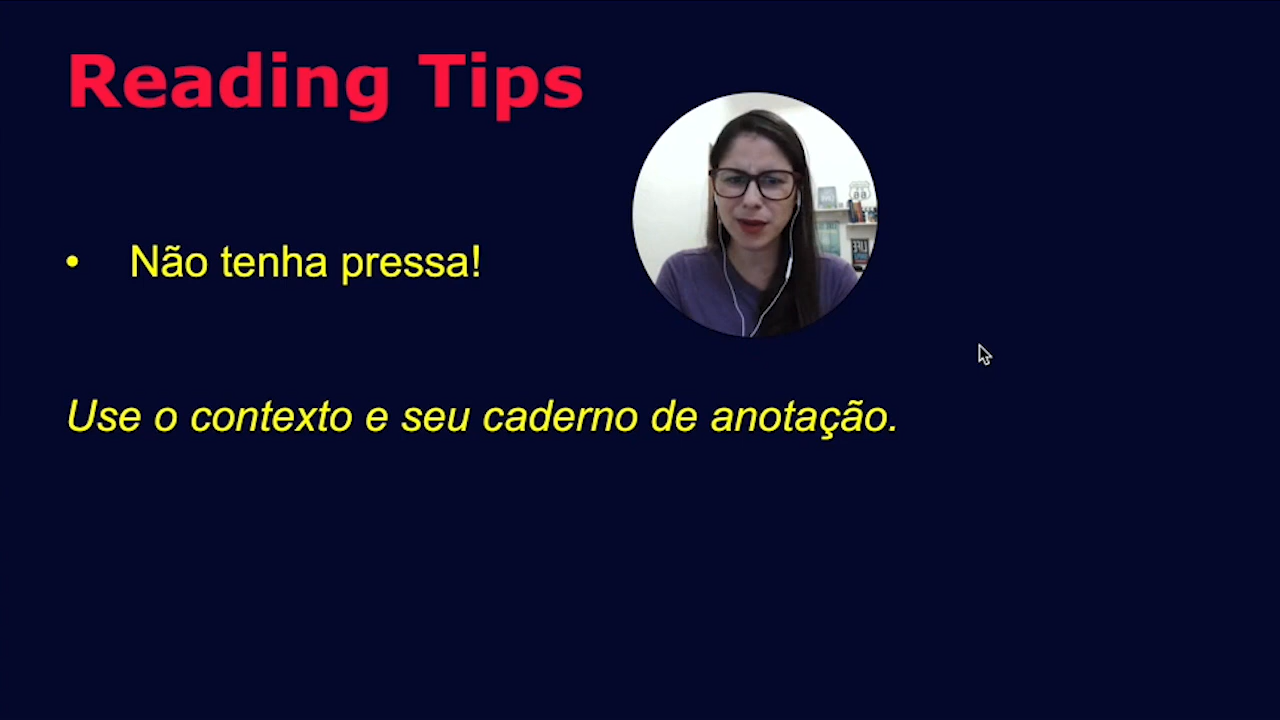 Reading Tips
• Não tenha pressa!
Use o contexto e seu caderno de anotação.